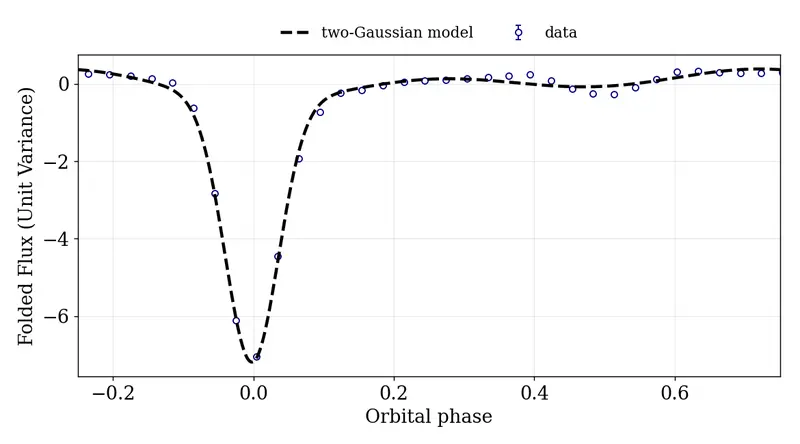 two-Gaussian model
data
Folded Flux (Unit Variance)
0
−2
−4
−6
−0.2
0.0
0.2
0.4
0.6
Orbital phase